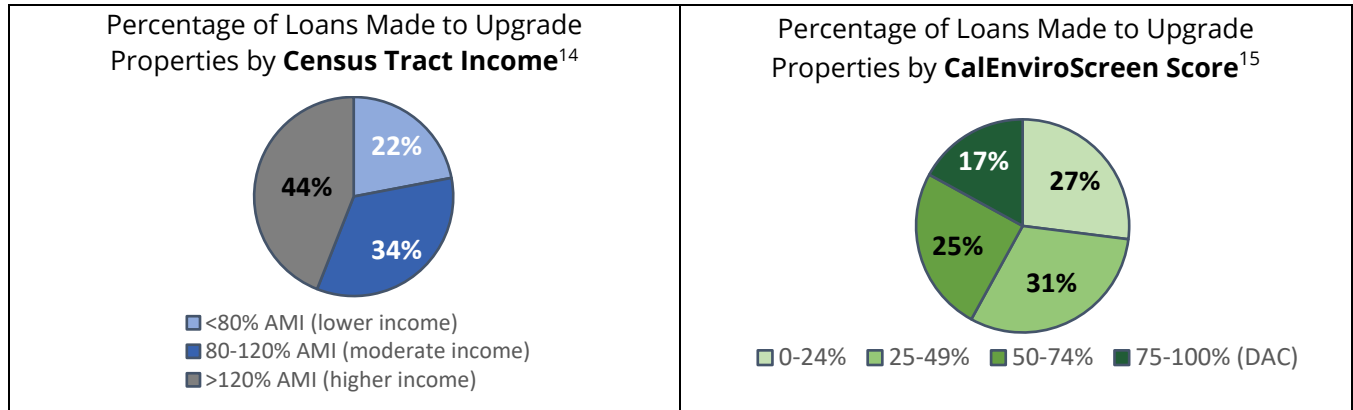 Percentage of Loans Made to Upgrade
Properties by Census Tract Income14
22%
44%
34%
<80% AMI (lower income)
80-120% AMI (moderate income)
>120% AMI (higher income)
Percentage of Loans Made to Upgrade
Properties by CalEnviroScreen Score15
17%
27%
25%
31%
0-24% 25-49% 50-74% 75-100% (DAC)